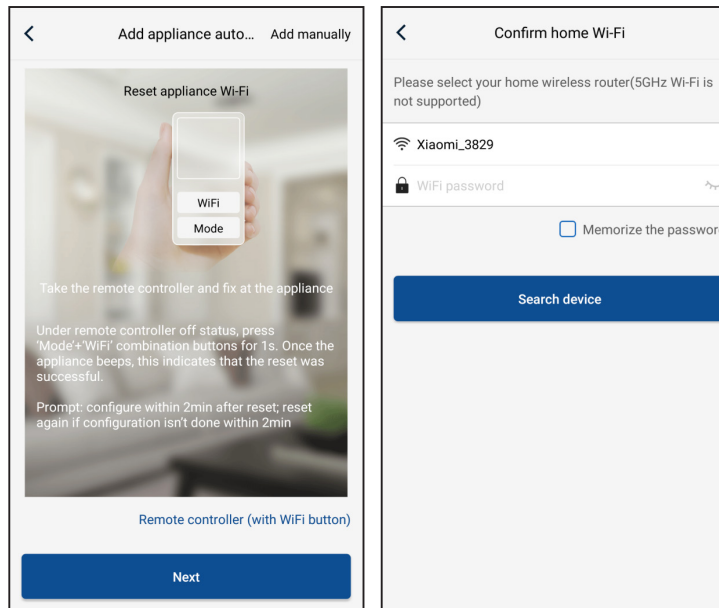 Add appliance auto... Add manually
Reset appliance Wi-Fi
WiFi
Mode
Take the remote controller and fix at the appliance
Under remote controller off status, press
'Mode'+'WiFi' combination buttons for 1s. Once the
appliance beeps, this indicates that the reset was
successful.
Prompt: configure within 2min after reset; reset
again if configuration isn't done within 2min
Remote controller (with WiFi button)
Next
Confirm home Wi-Fi
Please select your home wireless router(5GHz Wi-Fi is
not supported)
Xiaomi_3829
WiFi password
Memorize the passwor
Search device